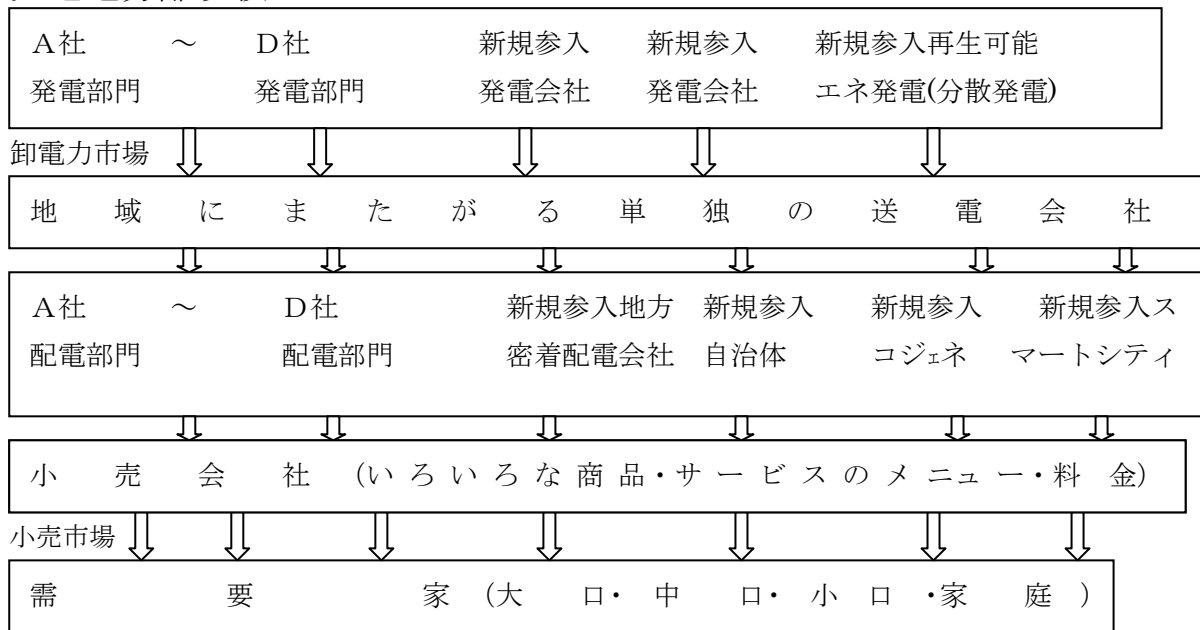 A社 ～ D社 新規参入 新規参入 新規参入再生可能
発電部門 発電部門 発電会社 発電会社 エネ発電(分散発電)
卸電力市場
地域にまたがる単独の送電会社
A社 ～ D社 新規参入地方 新規参入 新規参入 新規参入ス
配電部門 配電部門 密着配電会社 自治体 コジェネ マートシティ
小売会社(いろいろな商品・サービスのメニュー・料金)
小売市場
需要家(大口・中口・小口・家庭)